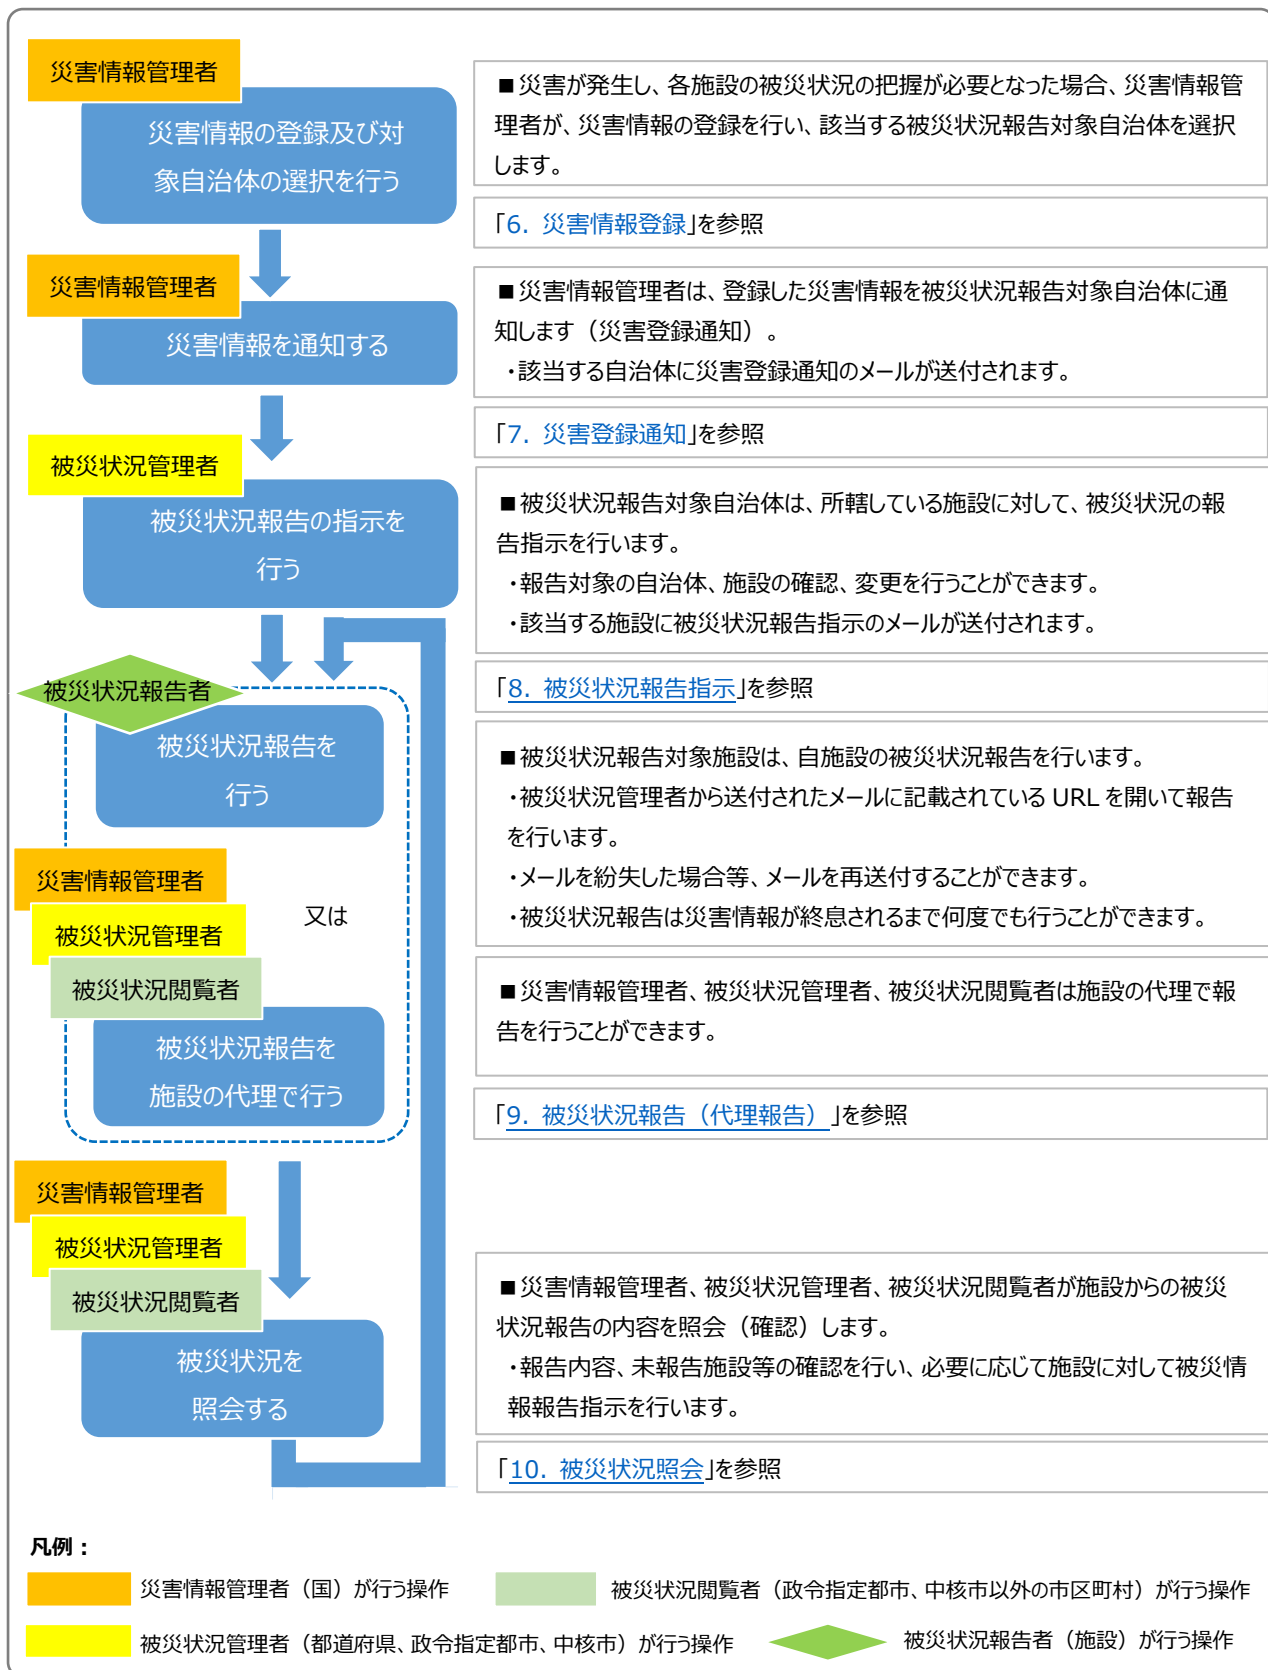 災害情報管理者
災害情報の登録及び対
象自治体の選択を行う
■災害が発生し、各施設の被災状況の把握が必要となった場合、災害情報管
理者が、災害情報の登録を行い、該当する被災状況報告対象自治体を選択
します。
「6. 災害情報登録」を参照
災害情報管理者
災害情報を通知する
■災害情報管理者は、登録した災害情報を被災状況報告対象自治体に通
知します（災害登録通知）。
・該当する自治体に災害登録通知のメールが送付されます。
「7. 災害登録通知」を参照
被災状況管理者
被災状況報告の指示を
行う
■被災状況報告対象自治体は、所轄している施設に対して、被災状況の報
告指示を行います。
・報告対象の自治体、施設の確認、変更を行うことができます。
・該当する施設に被災状況報告指示のメールが送付されます。
「8. 被災状況報告指示」を参照
被災状況報告者
被災状況報告を
行う
■被災状況報告対象施設は、自施設の被災状況報告を行います。
・被災状況管理者から送付されたメールに記載されている URL を開いて報告
を行います。
・メールを紛失した場合等、メールを再送付することができます。
・被災状況報告は災害情報が終息されるまで何度でも行うことができます。
又は
災害情報管理者
被災状況管理者
被災状況閲覧者
被災状況報告を
施設の代理で行う
■災害情報管理者、被災状況管理者、被災状況閲覧者は施設の代理で報
告を行うことができます。
「9. 被災状況報告（代理報告）」を参照
災害情報管理者
被災状況管理者
被災状況閲覧者
被災状況を
照会する
■災害情報管理者、被災状況管理者、被災状況閲覧者が施設からの被災
状況報告の内容を照会（確認）します。
・報告内容、未報告施設等の確認を行い、必要に応じて施設に対して被災情
報報告指示を行います。
「10. 被災状況照会」を参照
凡例：
災害情報管理者（国）が行う操作
被災状況閲覧者（政令指定都市、中核市以外の市区町村）が行う操作
被災状況管理者（都道府県、政令指定都市、中核市）が行う操作
被災状況報告者（施設）が行う操作